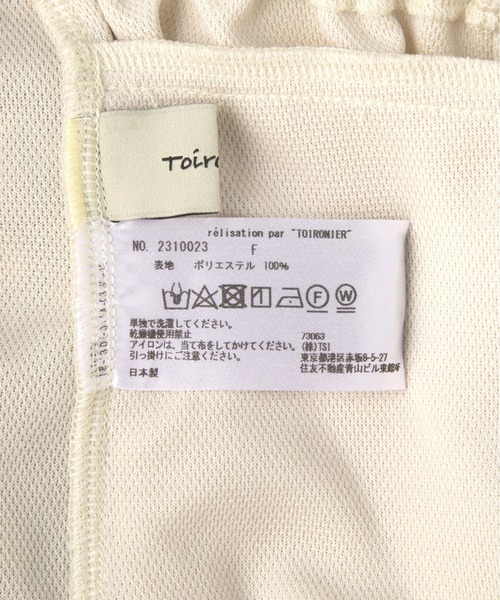 Toiro
rélisation par "TOIRONIER"
NO. 2310023 F
表地 ポリエステル 100%
F W
単独で洗濯してください。
乾燥機使用禁止
アイロンは、当て布をしてかけてください。
引っ掛けにご注意ください。
日本製
73063
(株)TSI
東京都港区赤坂8-5-27
住友不動産青山ビル東館4F